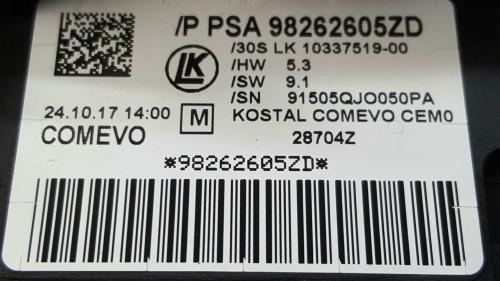 /P PSA 98262605ZD
/30S LK 10337519-00
LK
/HW 5.3
/SW 9.1
/SN 91505QJO050PA
24.10.17 14:00 M KOSTAL COMEVO CEM0
COMEVO 28704Z
*98262605ZD*